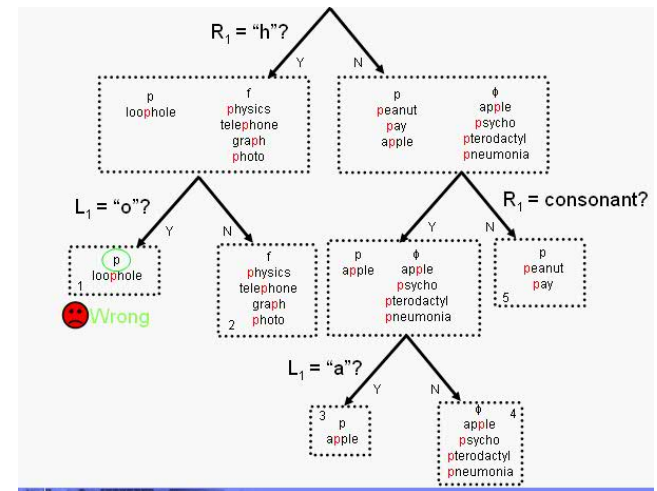 R1 = "h"?
Y N
p f
loophole physics
telephone
graph
photo
p ϕ
peanut apple
pay psycho
apple pterodactyl
pneumonia
L1 = "o"?
R1 = consonant?
Y N
Y N
p
loophole
1
Wrong
f
physics
telephone
graph
photo
2
p ϕ
apple apple
psycho
pterodactyl
pneumonia
p
peanut
pay
5
L1 = "a"?
Y N
3
p
apple
ϕ 4
apple
psycho
pterodactyl
pneumonia